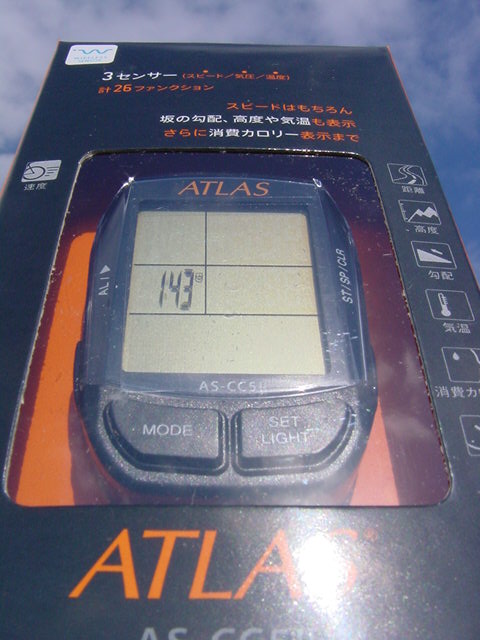 3センサー (スピード/気圧/温度)
計26ファンクション
スピードはもちろん
坂の勾配、高度や気温も表示
さらに消費カロリー表示まで
速度
距離
高度
勾配
気温
ATLAS
AL/▶
ST/SP/CLR
143
MODE
SET
LIGHT
ATLAS